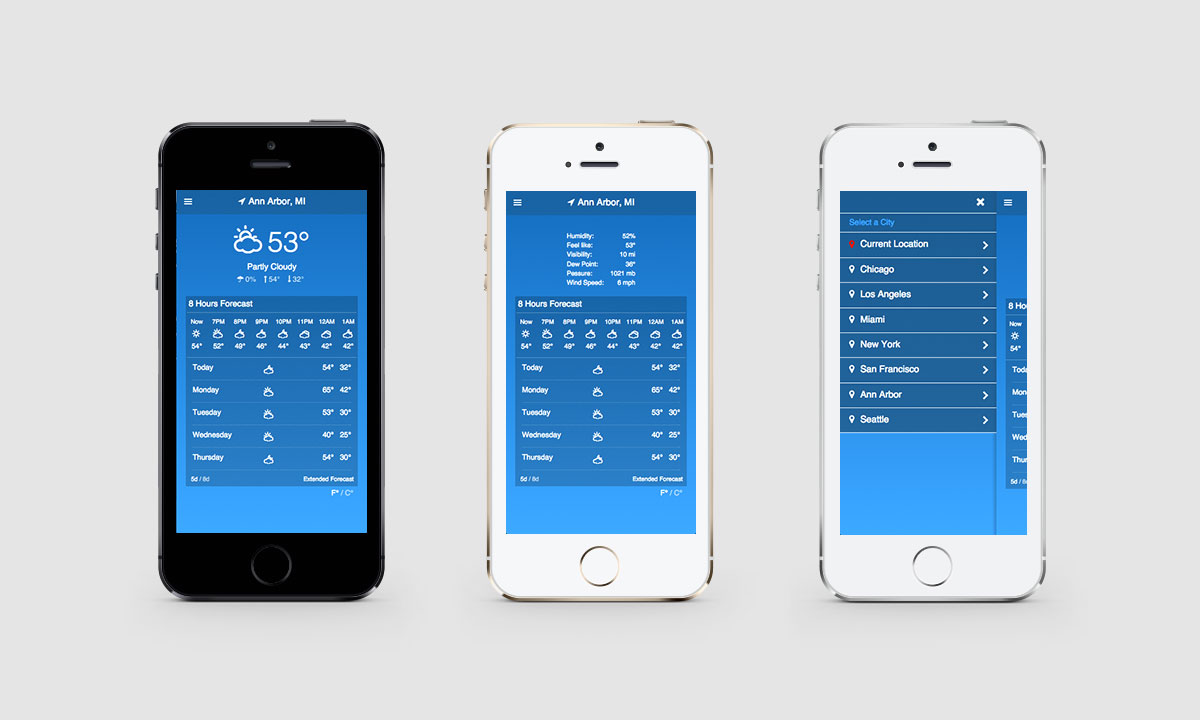 Ann Arbor, MI
53°
Partly Cloudy
0% 54° 32°
8 Hours Forecast
Now 7PM 8PM 9PM 10PM 11PM 12AM 1AM
54° 52° 49° 46° 44° 43° 42° 42°
Today 54° 32°
Monday 65° 42°
Tuesday 53° 30°
Wednesday 40° 25°
Thursday 54° 30°
5d / 8d Extended Forecast
F° / C°
Ann Arbor, MI
Humidity: 52%
Feel like: 53°
Visibility: 10 mi
Dew Point: 36°
Pessure: 1021 mb
Wind Speed: 6 mph
8 Hours Forecast
Now 7PM 8PM 9PM 10PM 11PM 12AM 1AM
54° 52° 49° 46° 44° 43° 42° 42°
Today 54° 32°
Monday 65° 42°
Tuesday 53° 30°
Wednesday 40° 25°
Thursday 54° 30°
5d / 8d Extended Forecast
F° / C°
Select a City
Current Location
Chicago
Los Angeles
Miami
New York
San Francisco
Ann Arbor
Seattle
8 Ho
Now
54°
Toda
Mon
Tues
Wed
Thu
5d / 8d